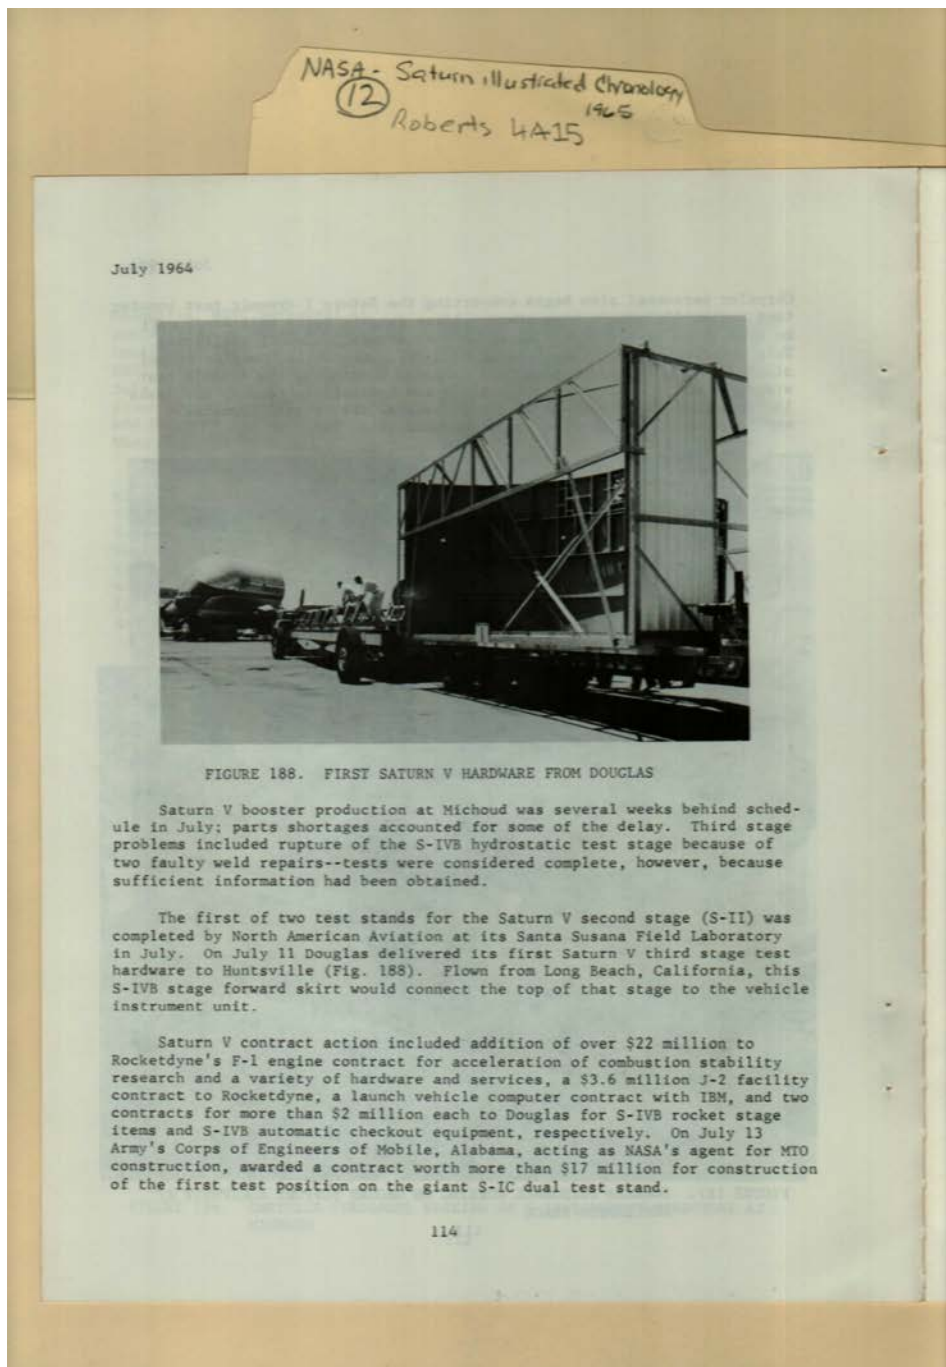 NASA - Saturn illustrated Chronology
12
1965
Roberts 4A15
July 1964
FIGURE 188. FIRST SATURN V HARDWARE FROM DOUGLAS
Saturn V booster production at Michoud was several weeks behind sched-
ule in July; parts shortages accounted for some of the delay. Third stage
problems included rupture of the S-IVB hydrostatic test stage because of
two faulty weld repairs--tests were considered complete, however, because
sufficient information had been obtained.
The first of two test stands for the Saturn V second stage (S-II) was
completed by North American Aviation at its Santa Susana Field Laboratory
in July. On July 11 Douglas delivered its first Saturn V third stage test
hardware to Huntsville (Fig. 188). Flown from Long Beach, California, this
S-IVB stage forward skirt would connect the top of that stage to the vehicle
instrument unit.
Saturn V contract action included addition of over $22 million to
Rocketdyne's F-1 engine contract for acceleration of combustion stability
research and a variety of hardware and services, a $3.6 million J-2 facility
contract to Rocketdyne, a launch vehicle computer contract with IBM, and two
contracts for more than $2 million each to Douglas for S-IVB rocket stage
items and S-IVB automatic checkout equipment, respectively. On July 13
Army's Corps of Engineers of Mobile, Alabama, acting as NASA's agent for MTO
construction, awarded a contract worth more than $17 million for construction
of the first test position on the giant S-IC dual test stand.
114